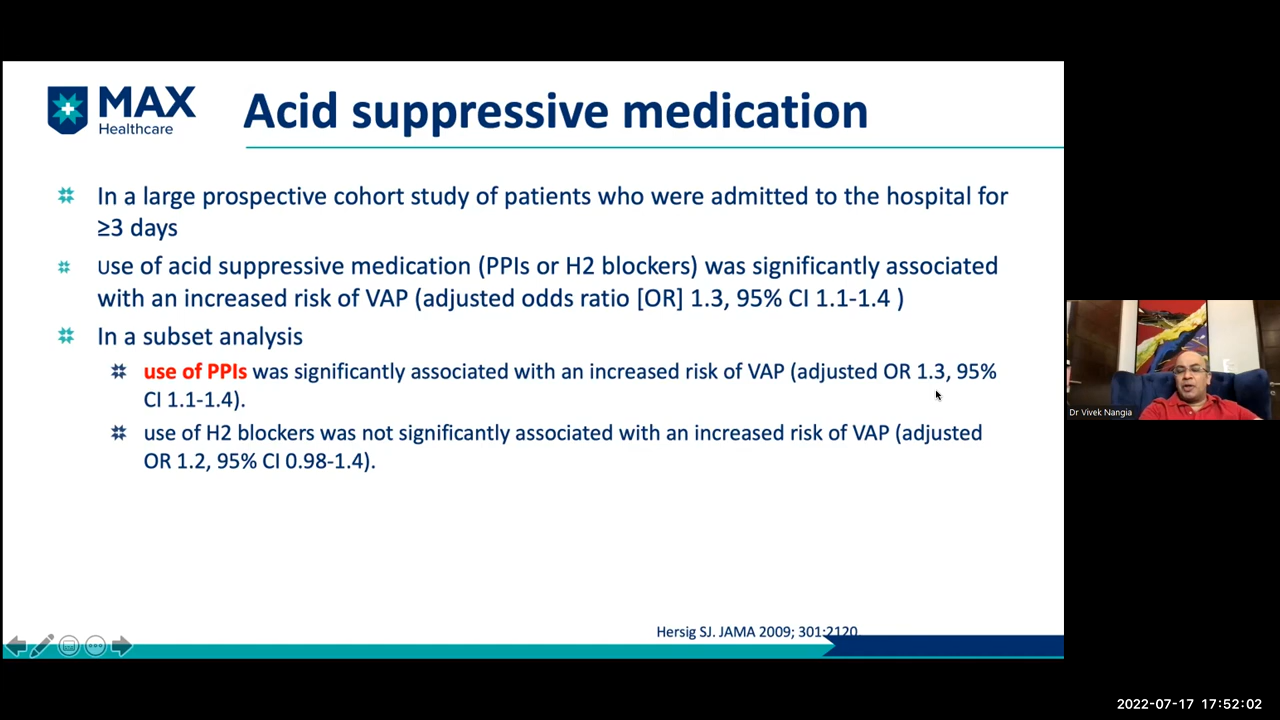 MAX
Healthcare
Acid suppressive medication
In a large prospective cohort study of patients who were admitted to the hospital for
≥3 days
Use of acid suppressive medication (PPIs or H2 blockers) was significantly associated
with an increased risk of VAP (adjusted odds ratio [OR] 1.3, 95% CI 1.1-1.4 )
In a subset analysis
use of PPIs was significantly associated with an increased risk of VAP (adjusted OR 1.3, 95%
CI 1.1-1.4).
use of H2 blockers was not significantly associated with an increased risk of VAP (adjusted
OR 1.2, 95% CI 0.98-1.4).
Hersig SJ. JAMA 2009; 301:2120
Dr Vivek Nangia
2022-07-17 17:52:02